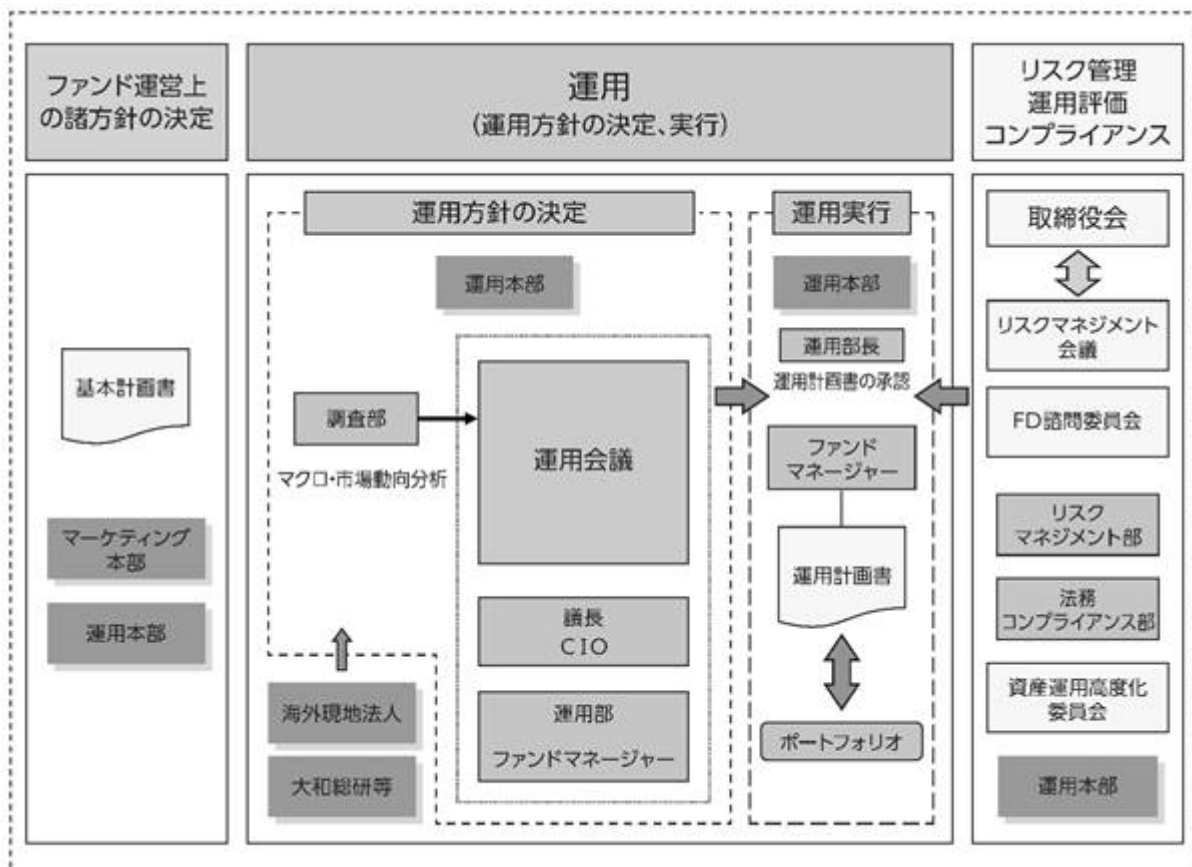 ファンド運営上
の諸方針の決定
基本計画書
マーケティング
本部
運用本部
運用
(運用方針の決定、実行)
運用方針の決定
運用本部
調査部
マクロ・市場動向分析
運用会議
議長
CIO
運用部
ファンドマネージャー
海外現地法人
大和総研等
運用実行
運用本部
運用部長
運用計画書の承認
ファンド
マネージャー
運用計画書
ポートフォリオ
リスク管理
運用評価
コンプライアンス
取締役会
リスクマネジメント
会議
FD諮問委員会
リスク
マネジメント部
法務
コンプライアンス部
資産運用高度化
委員会
運用本部